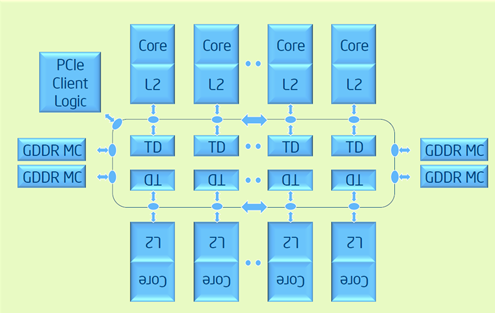 Core Core Core Core
PCIe
Client
Logic
L2 L2 L2 L2
GDDR MC TD TD TD TD GDDR MC
GDDR MC TD TD TD TD GDDR MC
L2 L2 L2 L2
Core Core Core Core